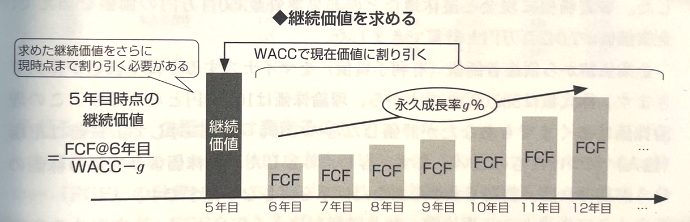 ◆継続価値を求める
求めた継続価値をさらに
現時点まで割り引く必要がある
WACCで現在価値に割り引く
5年目時点の
継続価値
=FCF@6年目
WACC−g
継続
価値
永久成長率g%
FCF
FCF
FCF
FCF
FCF
FCF
FCF
…
5年目
6年目
7年目
8年目
9年目
10年目
11年目
12年目
…